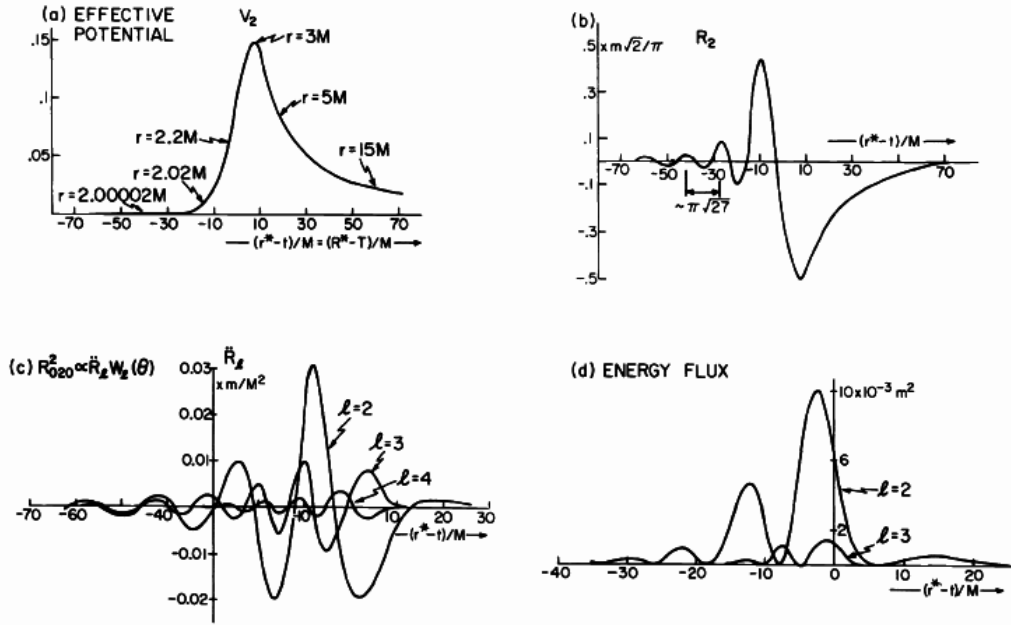 (a) EFFECTIVE
POTENTIAL
V₂
.15
.1
.05
r=3M
r=5M
r=2.2M
r=15M
r=2.02M
r=2.00002M
-70 -50 -30 -10 10 30 50 70
(r*-t)/M = (R*-T)/M
(b)
R₂
.5 x m√2/π
.3
.1
-.1
-.3
-.5
(r*-t)/M
-70 -50 -30 -10 10 30 70
~π√27
(c) R²₀₂₀ ∝ R̈ℓ Wℓ(θ)
R̈ℓ
0.03
x m/M²
0.02
0.01
0
-0.01
-0.02
ℓ=2
ℓ=3
ℓ=4
-70 -60 -40 -30 -20 -10 10 20 30
(r*-t)/M
(d) ENERGY FLUX
10x10⁻³ m²
6
2
ℓ=2
ℓ=3
-40 -30 -20 -10 0 10 20
(r*-t)/M